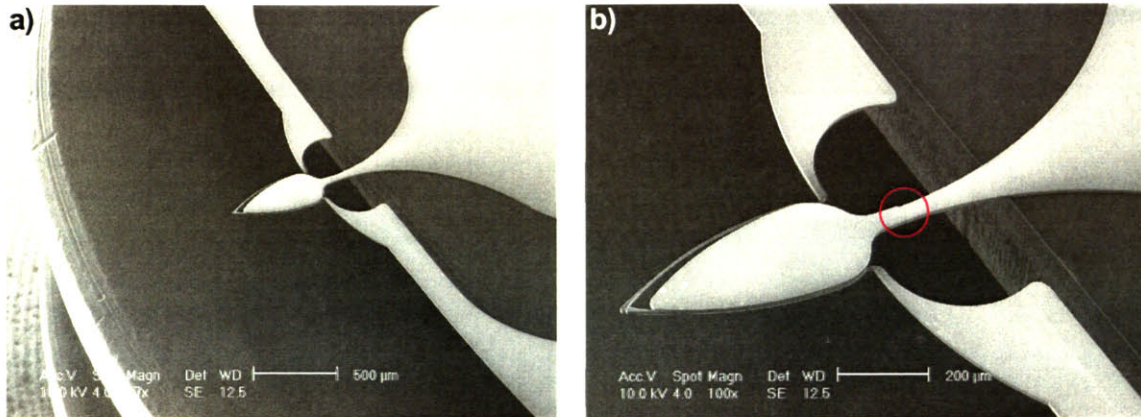 a)
Det WD
500 µm
SE 12.5
b)
Acc.V Spot Magn Det WD
200 µm
10.0 kV 4.0 100x SE 12.5